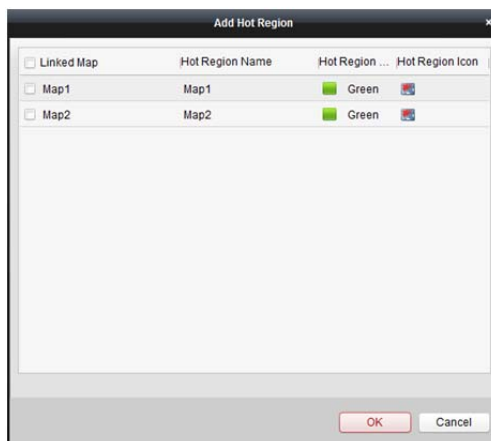 Add Hot Region
Linked Map Hot Region Name Hot Region ... Hot Region Icon
Map1 Map1 Green
Map2 Map2 Green
OK Cancel